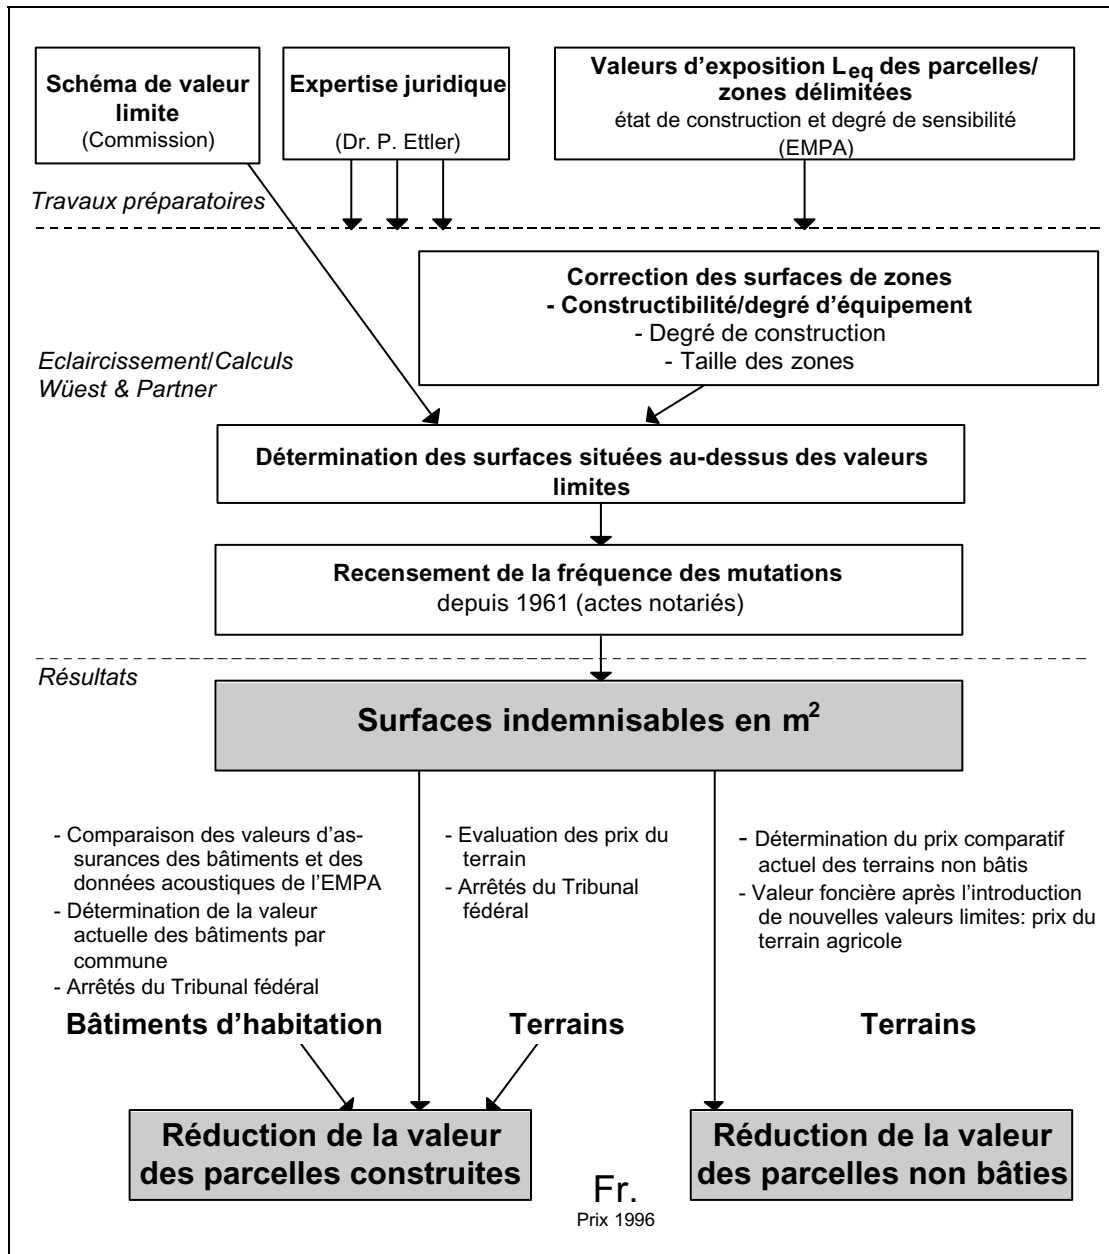 Schéma de valeur
limite
(Commission)
Expertise juridique
(Dr. P. Ettler)
Valeurs d'exposition Leq des parcelles/
zones délimitées
état de construction et degré de sensibilité
(EMPA)
Travaux préparatoires
Correction des surfaces de zones
- Constructibilité/degré d'équipement
- Degré de construction
- Taille des zones
Eclaircissement/Calculs
Wüest & Partner
Détermination des surfaces situées au-dessus des valeurs
limites
Recensement de la fréquence des mutations
depuis 1961 (actes notariés)
Résultats
Surfaces indemnisables en m²
- Comparaison des valeurs d'as-
surances des bâtiments et des
données acoustiques de l'EMPA
- Détermination de la valeur
actuelle des bâtiments par
commune
- Arrêtés du Tribunal fédéral
- Evaluation des prix du
terrain
- Arrêtés du Tribunal
fédéral
- Détermination du prix comparatif
actuel des terrains non bâtis
- Valeur foncière après l'introduction
de nouvelles valeurs limites: prix du
terrain agricole
Bâtiments d'habitation
Terrains
Terrains
Réduction de la valeur
des parcelles construites
Réduction de la valeur
des parcelles non bâties
Fr.
Prix 1996